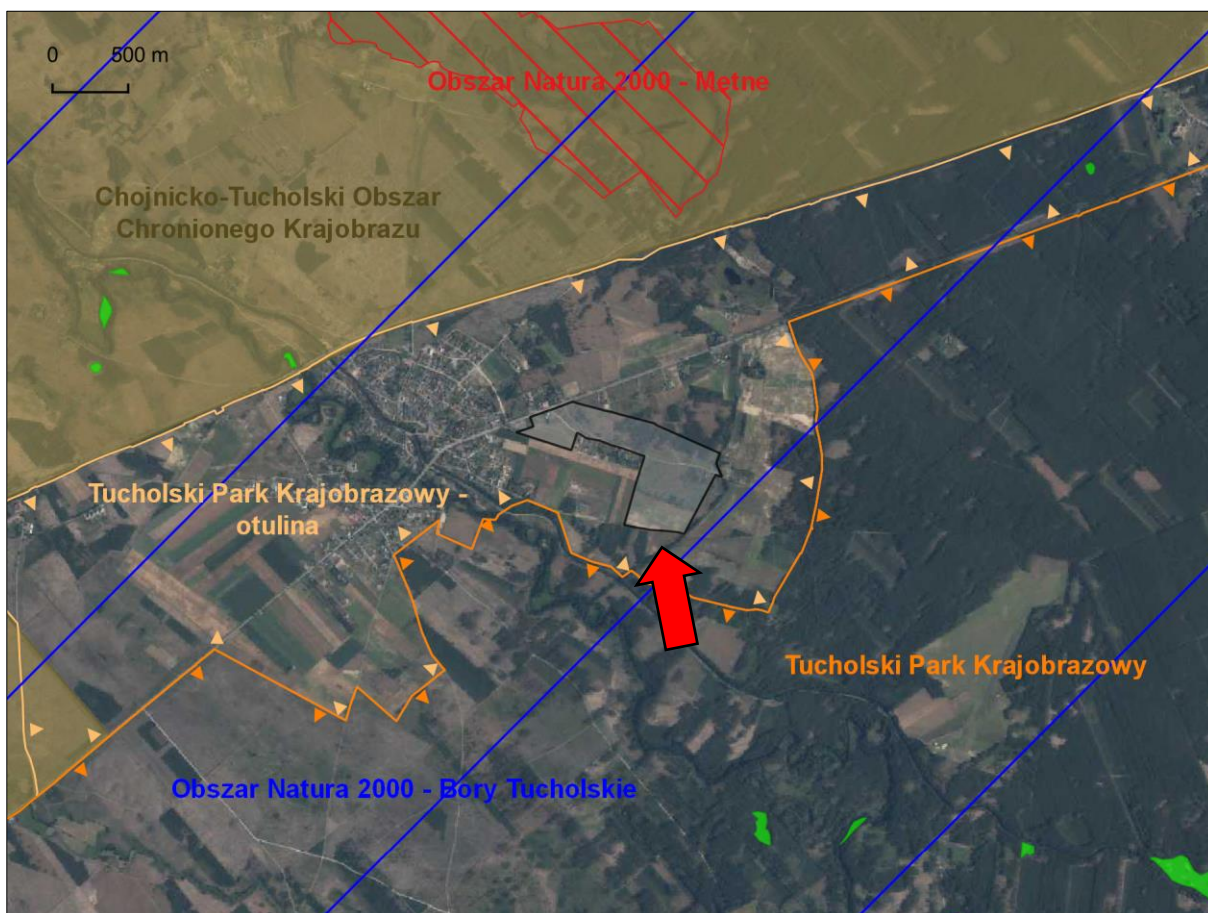 0 500 m
Obszar Natura 2000 - Mętne
Chojnicko-Tucholski Obszar
Chronionego Krajobrazu
Tucholski Park Krajobrazowy -
otulina
Tucholski Park Krajobrazowy
Obszar Natura 2000 - Bory Tucholskie